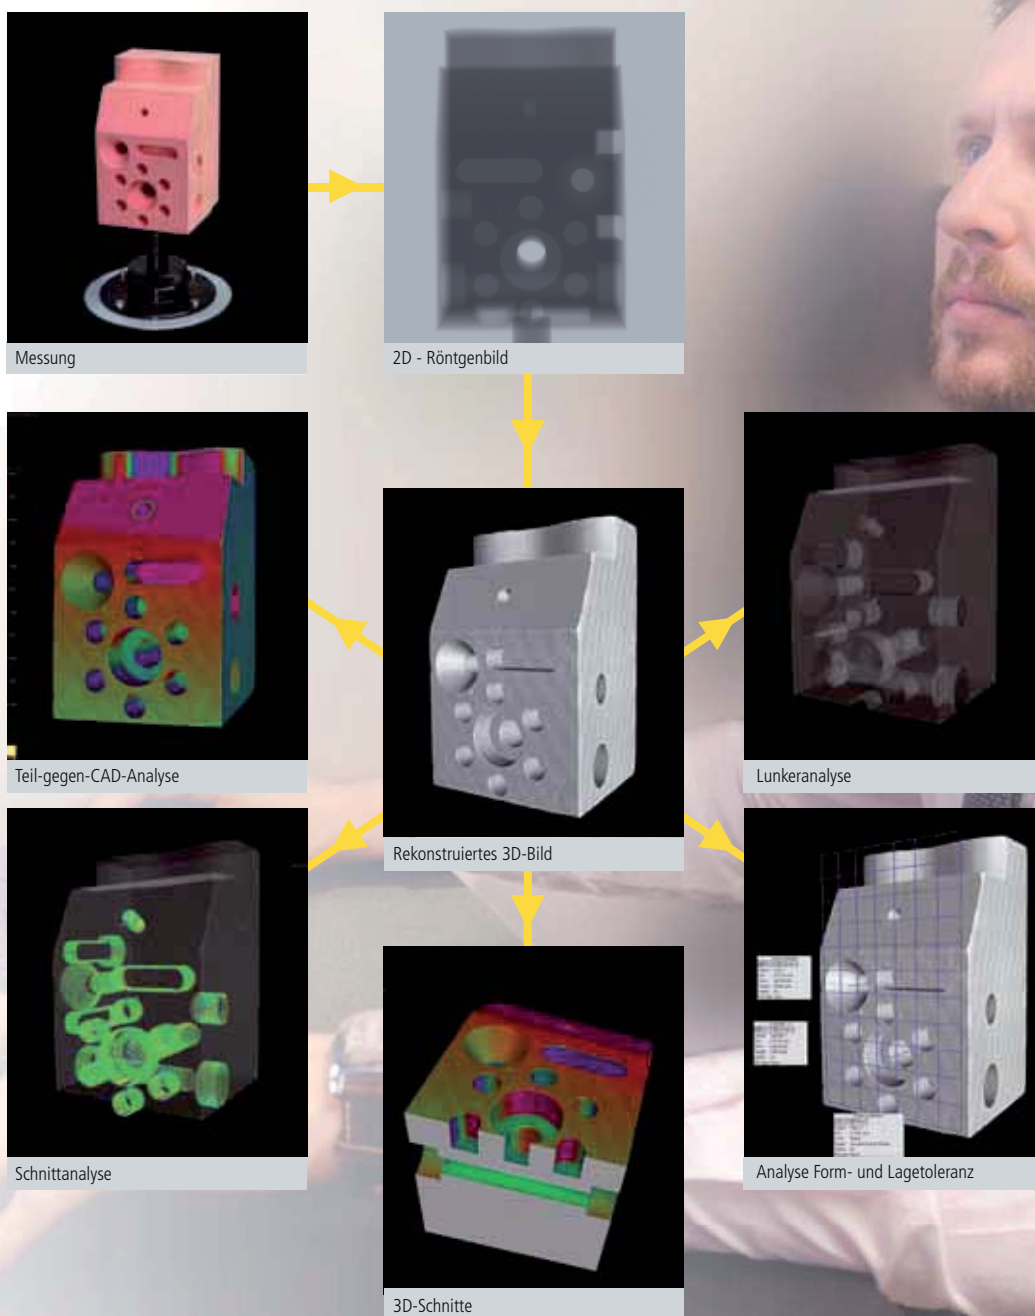 Messung
2D - Röntgenbild
Teil-gegen-CAD-Analyse
Rekonstruiertes 3D-Bild
Lunkeranalyse
Schnittanalyse
3D-Schnitte
Analyse Form- und Lagetoleranz